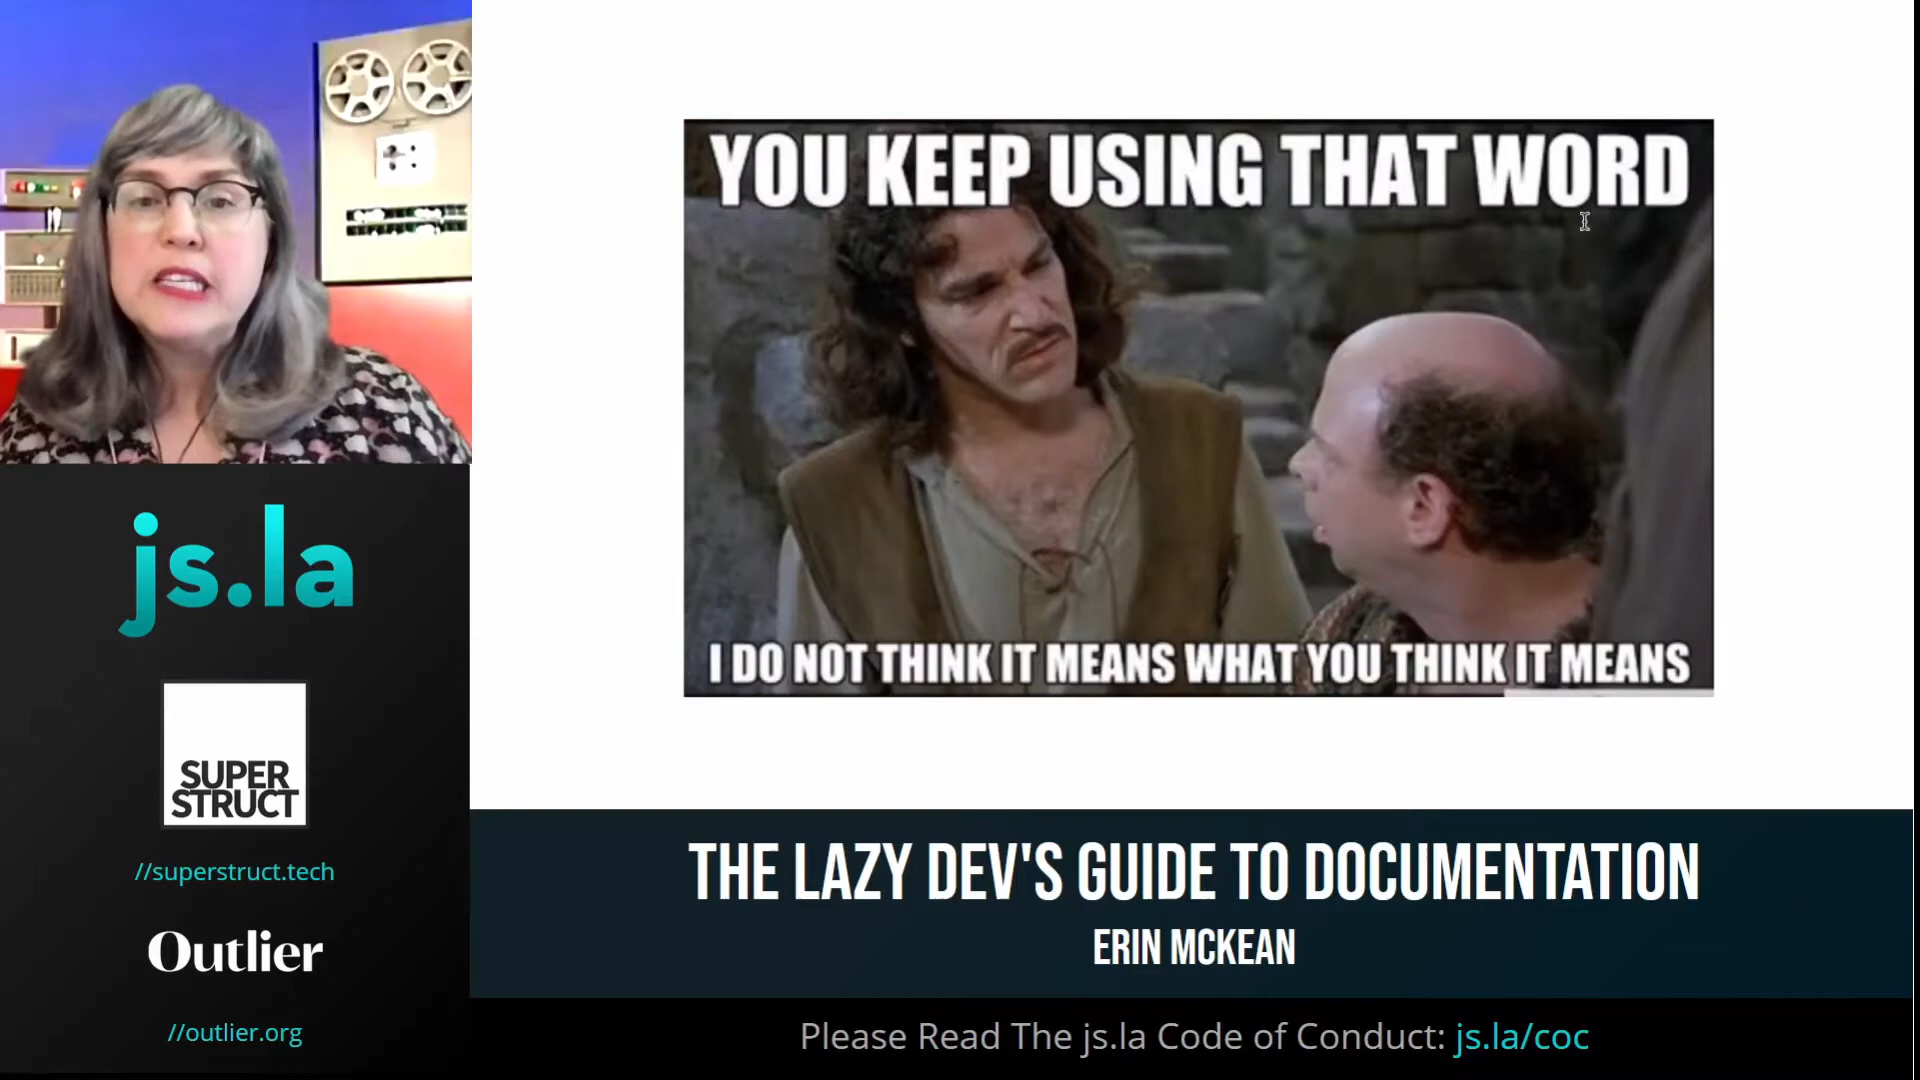 YOU KEEP USING THAT WORD
I DO NOT THINK IT MEANS WHAT YOU THINK IT MEANS
js.la
SUPER
STRUCT
//superstruct.tech
Outlier
//outlier.org
THE LAZY DEV'S GUIDE TO DOCUMENTATION
ERIN MCKEAN
Please Read The js.la Code of Conduct: js.la/coc